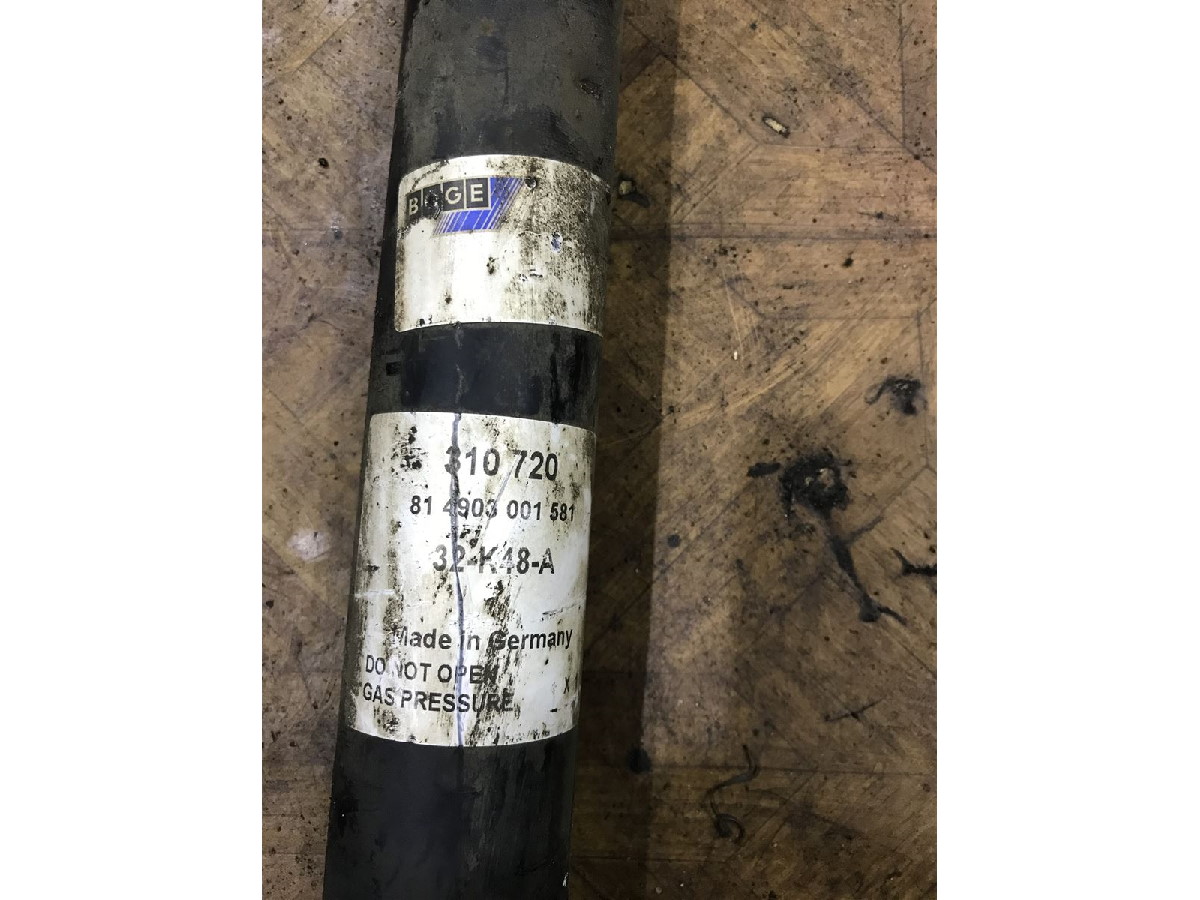 BOGE
310 720
81 4903 001 581
32-K48-A
Made in Germany
DO NOT OPEN
GAS PRESSURE
X